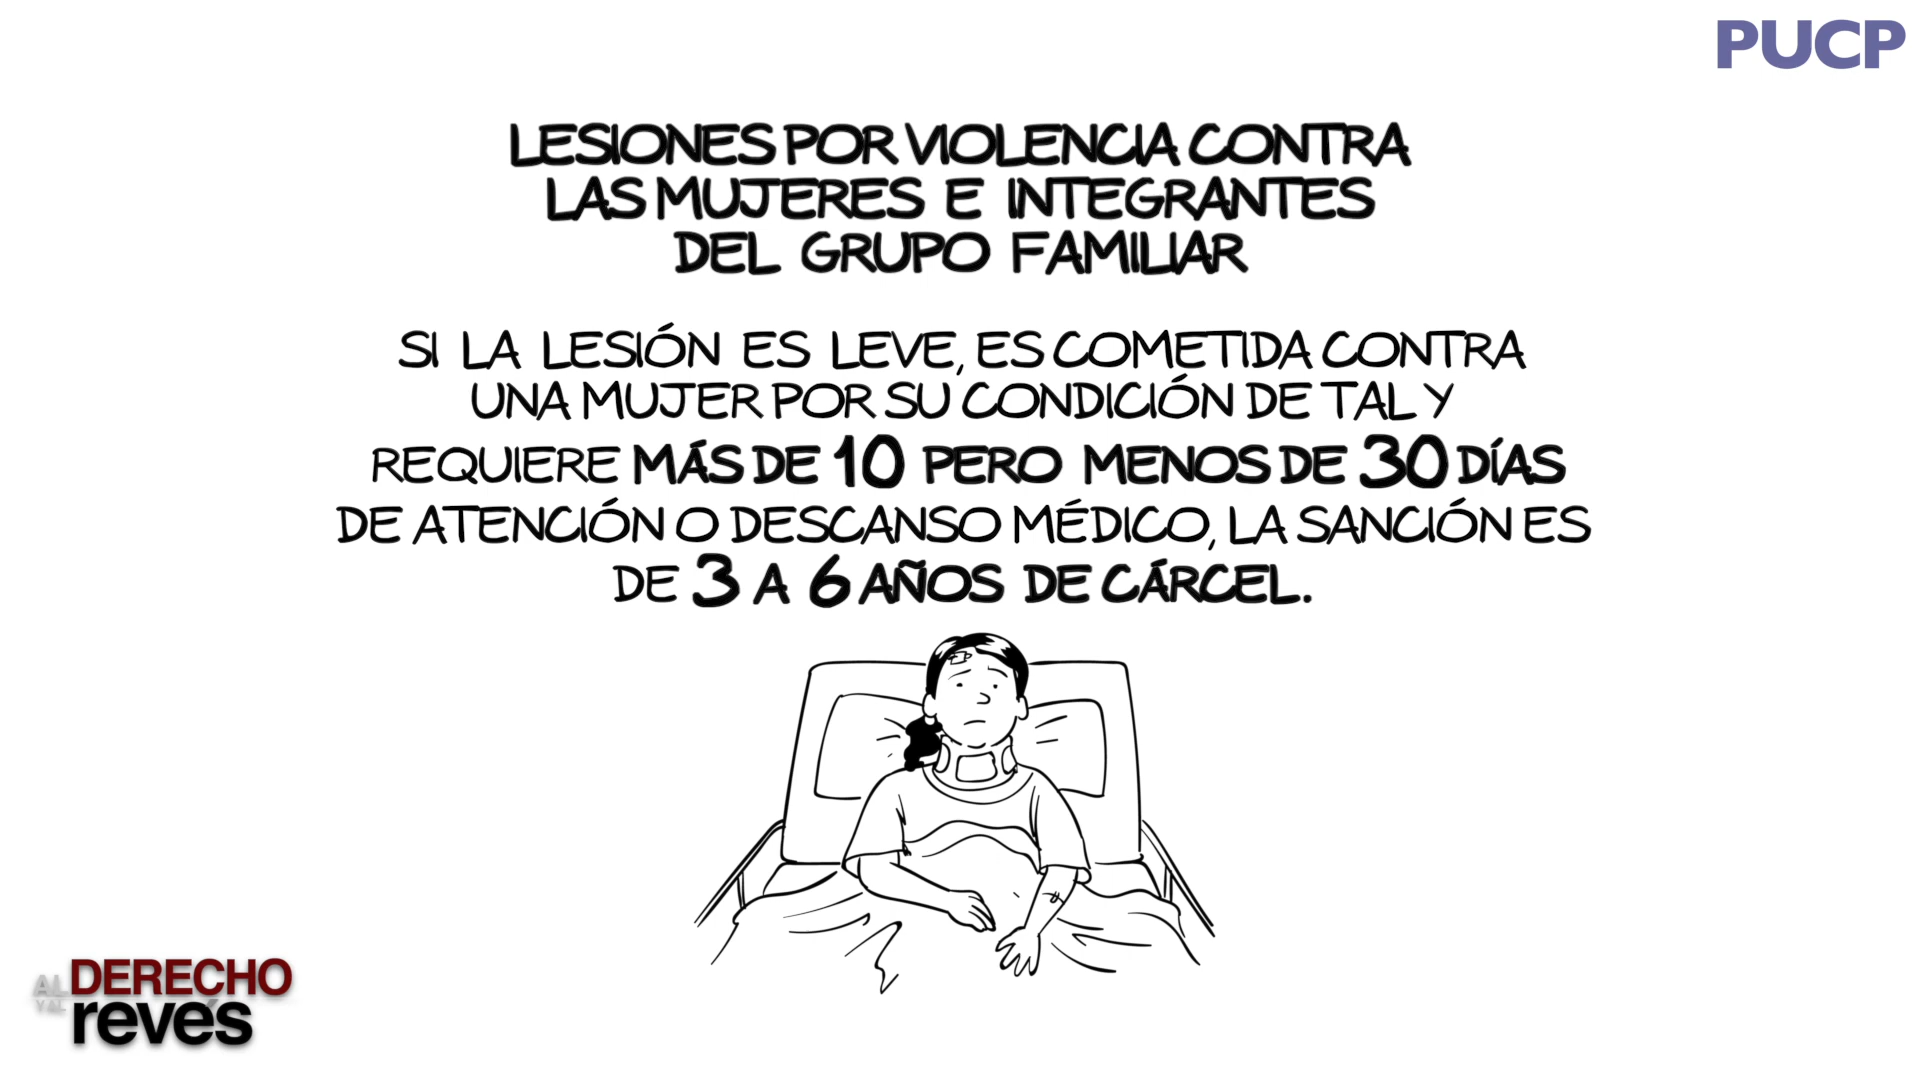 PUCP
LESIONES POR VIOLENCIA CONTRA
LAS MUJERES E INTEGRANTES
DEL GRUPO FAMILIAR
SI LA LESIÓN ES LEVE, ES COMETIDA CONTRA
UNA MUJER POR SU CONDICIÓN DE TAL Y
REQUIERE MÁS DE 10 PERO MENOS DE 30 DÍAS
DE ATENCIÓN O DESCANSO MÉDICO, LA SANCIÓN ES
DE 3 A 6 AÑOS DE CÁRCEL.
AL DERECHO
Y AL revés